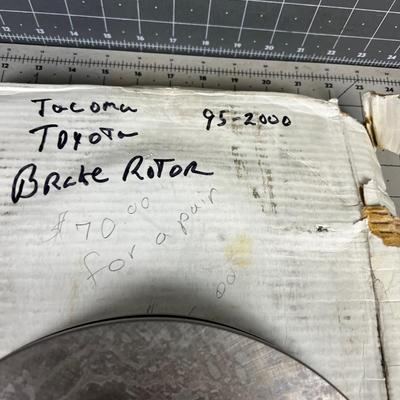 Tacoma 95-2000
Toyota
Brake Rotor
$70.00
for a pair